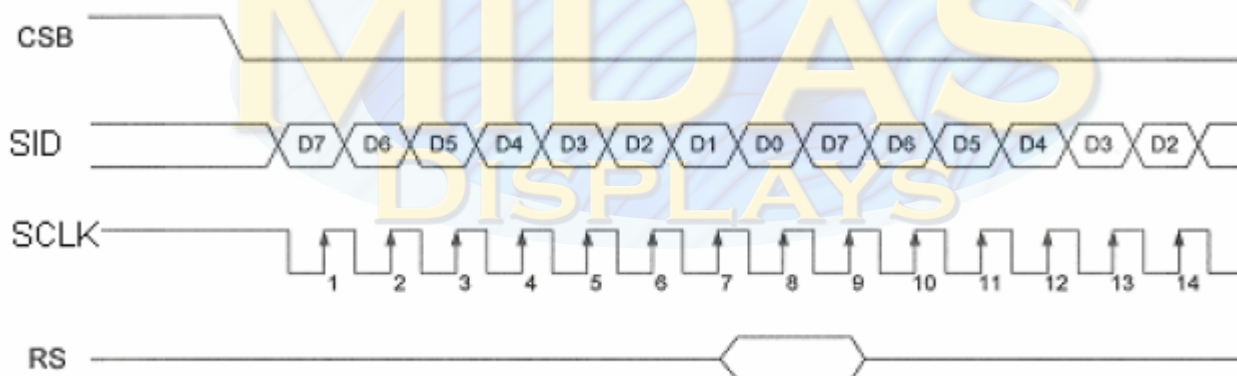 MIDAS
DISPLAYS
CSB
SID D7 D6 D5 D4 D3 D2 D1 D0 D7 D6 D5 D4 D3 D2
SCLK
1 2 3 4 5 6 7 8 9 10 11 12 13 14
RS